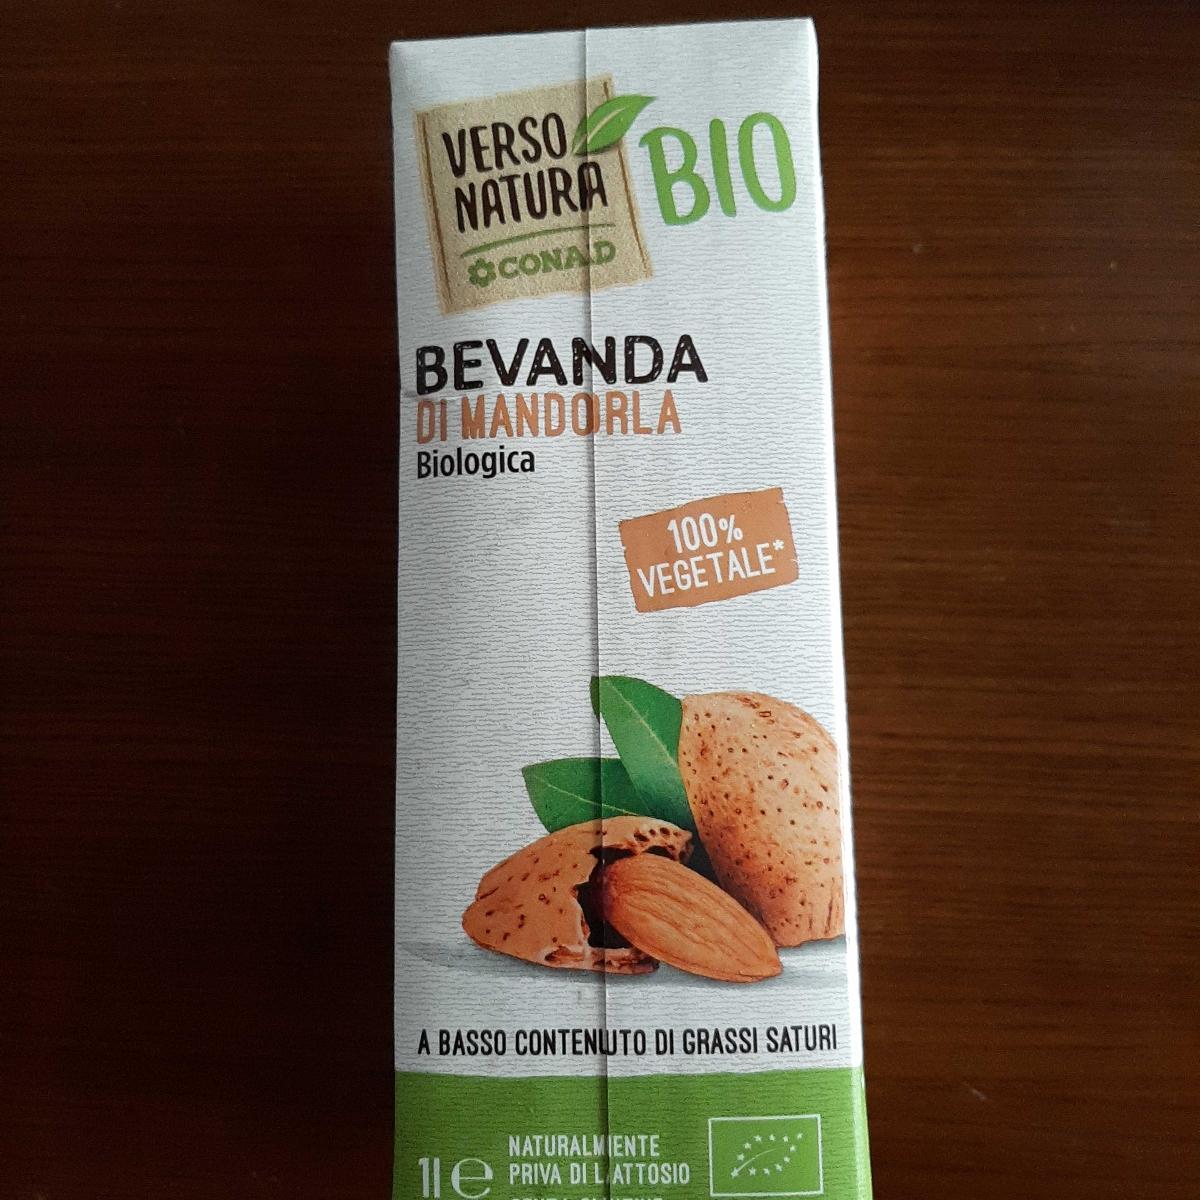 VERSO
NATURA
CONAD
BIO
BEVANDA
DI MANDORLA
Biologica
100%
VEGETALE*
A BASSO CONTENUTO DI GRASSI SATURI
1l e
NATURALMENTE
PRIVA DI LATTOSIO